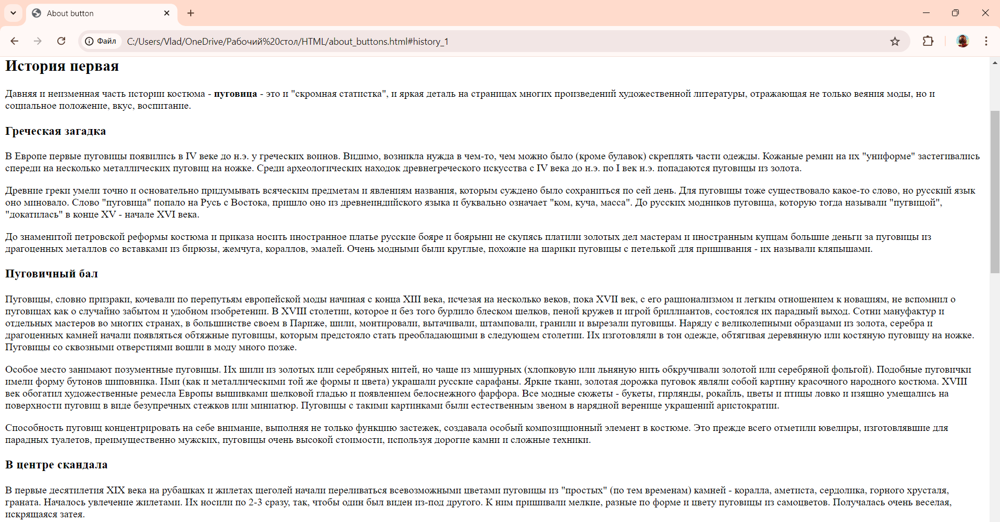 About button
Файл
C:/Users/Vlad/OneDrive/Рабочий%20стол/HTML/about_buttons.html#history_1
История первая
Давняя и неизменная часть истории костюма - пуговица - это и "скромная статистка", и яркая деталь на страницах многих произведений художественной литературы, отражающая не только веяния моды, но и
социальное положение, вкус, воспитание.
Греческая загадка
В Европе первые пуговицы появились в IV веке до н.э. у греческих воинов. Видимо, возникла нужда в чем-то, чем можно было (кроме булавок) скреплять части одежды. Кожаные ремни на их "униформе" застегивались
спереди на несколько металлических пуговиц на ножке. Среди археологических находок древнегреческого искусства с IV века до н.э. по I век н.э. попадаются пуговицы из золота.
Древние греки умели точно и основательно придумывать всяческим предметам и явлениям названия, которым суждено было сохраниться по сей день. Для пуговицы тоже существовало какое-то слово, но русский язык
оно миновало. Слово "пуговица" попало на Русь с Востока, пришло оно из древнеиндийского языка и буквально означает "ком, куча, масса". До русских модников пуговица, которую тогда называли "пугвицой",
"докатилась" в конце XV - начале XVI века.
До знаменитой петровской реформы костюма и приказа носить иностранное платье русские бояре и боярыни не скупясь платили золотых дел мастерам и иностранным купцам большие деньги за пуговицы из
драгоценных металлов со вставками из бирюзы, жемчуга, кораллов, эмалей. Очень модными были круглые, похожие на шарики пуговицы с петелькой для пришивания - их называли кляпышами.
Пуговичный бал
Пуговицы, словно призраки, кочевали по перепутьям европейской моды начиная с конца XIII века, исчезая на несколько веков, пока XVII век, с его рационализмом и легким отношением к новациям, не вспомнил о
пуговицах как о случайно забытом и удобном изобретении. В XVIII столетии, которое и без того бурлило блеском шелков, пеной кружев и игрой бриллиантов, состоялся их парадный выход. Сотни мануфактур и
отдельных мастеров во многих странах, в большинстве своем в Париже, шили, монтировали, вытачивали, штамповали, гранили и вырезали пуговицы. Наряду с великолепными образцами из золота, серебра и
драгоценных камней начали появляться обтяжные пуговицы, которым предстояло стать преобладающими в следующем столетии. Их изготовляли в тон одежде, обтягивая деревянную или костяную пуговицу на ножке.
Пуговицы со сквозными отверстиями вошли в моду много позже.
Особое место занимают позументные пуговицы. Их шили из золотых или серебряных нитей, но чаще из мишурных (хлопковую или льняную нить обкручивали золотой или серебряной фольгой). Подобные пуговички
имели форму бутонов шиповника. Ими (как и металлическими той же формы и цвета) украшали русские сарафаны. Яркие ткани, золотая дорожка пуговок являли собой картину красочного народного костюма. XVIII
век обогатил художественные ремесла Европы вышивками шелковой гладью и появлением белоснежного фарфора. Все модные сюжеты - букеты, гирлянды, рокайль, цветы и птицы ловко и изящно умещались на
поверхности пуговиц в виде безупречных стежков или миниатюр. Пуговицы с такими картинками были естественным звеном в нарядной веренице украшений аристократии.
Способность пуговиц концентрировать на себе внимание, выполняя не только функцию застежек, создавала особый композиционный элемент в костюме. Это прежде всего отметили ювелиры, изготовлявшие для
парадных туалетов, преимущественно мужских, пуговицы очень высокой стоимости, используя дорогие камни и сложные техники.
В центре скандала
В первые десятилетия XIX века на рубашках и жилетах щеголей начали переливаться всевозможными цветами пуговицы из "простых" (по тем временам) камней - коралла, аметиста, сердолика, горного хрусталя,
граната. Началось увлечение жилетами. Их носили по 2-3 сразу, так, чтобы один был виден из-под другого. К ним пришивали мелкие, разные по форме и цвету пуговицы из самоцветов. Получалась очень веселая,
искрящаяся затея.